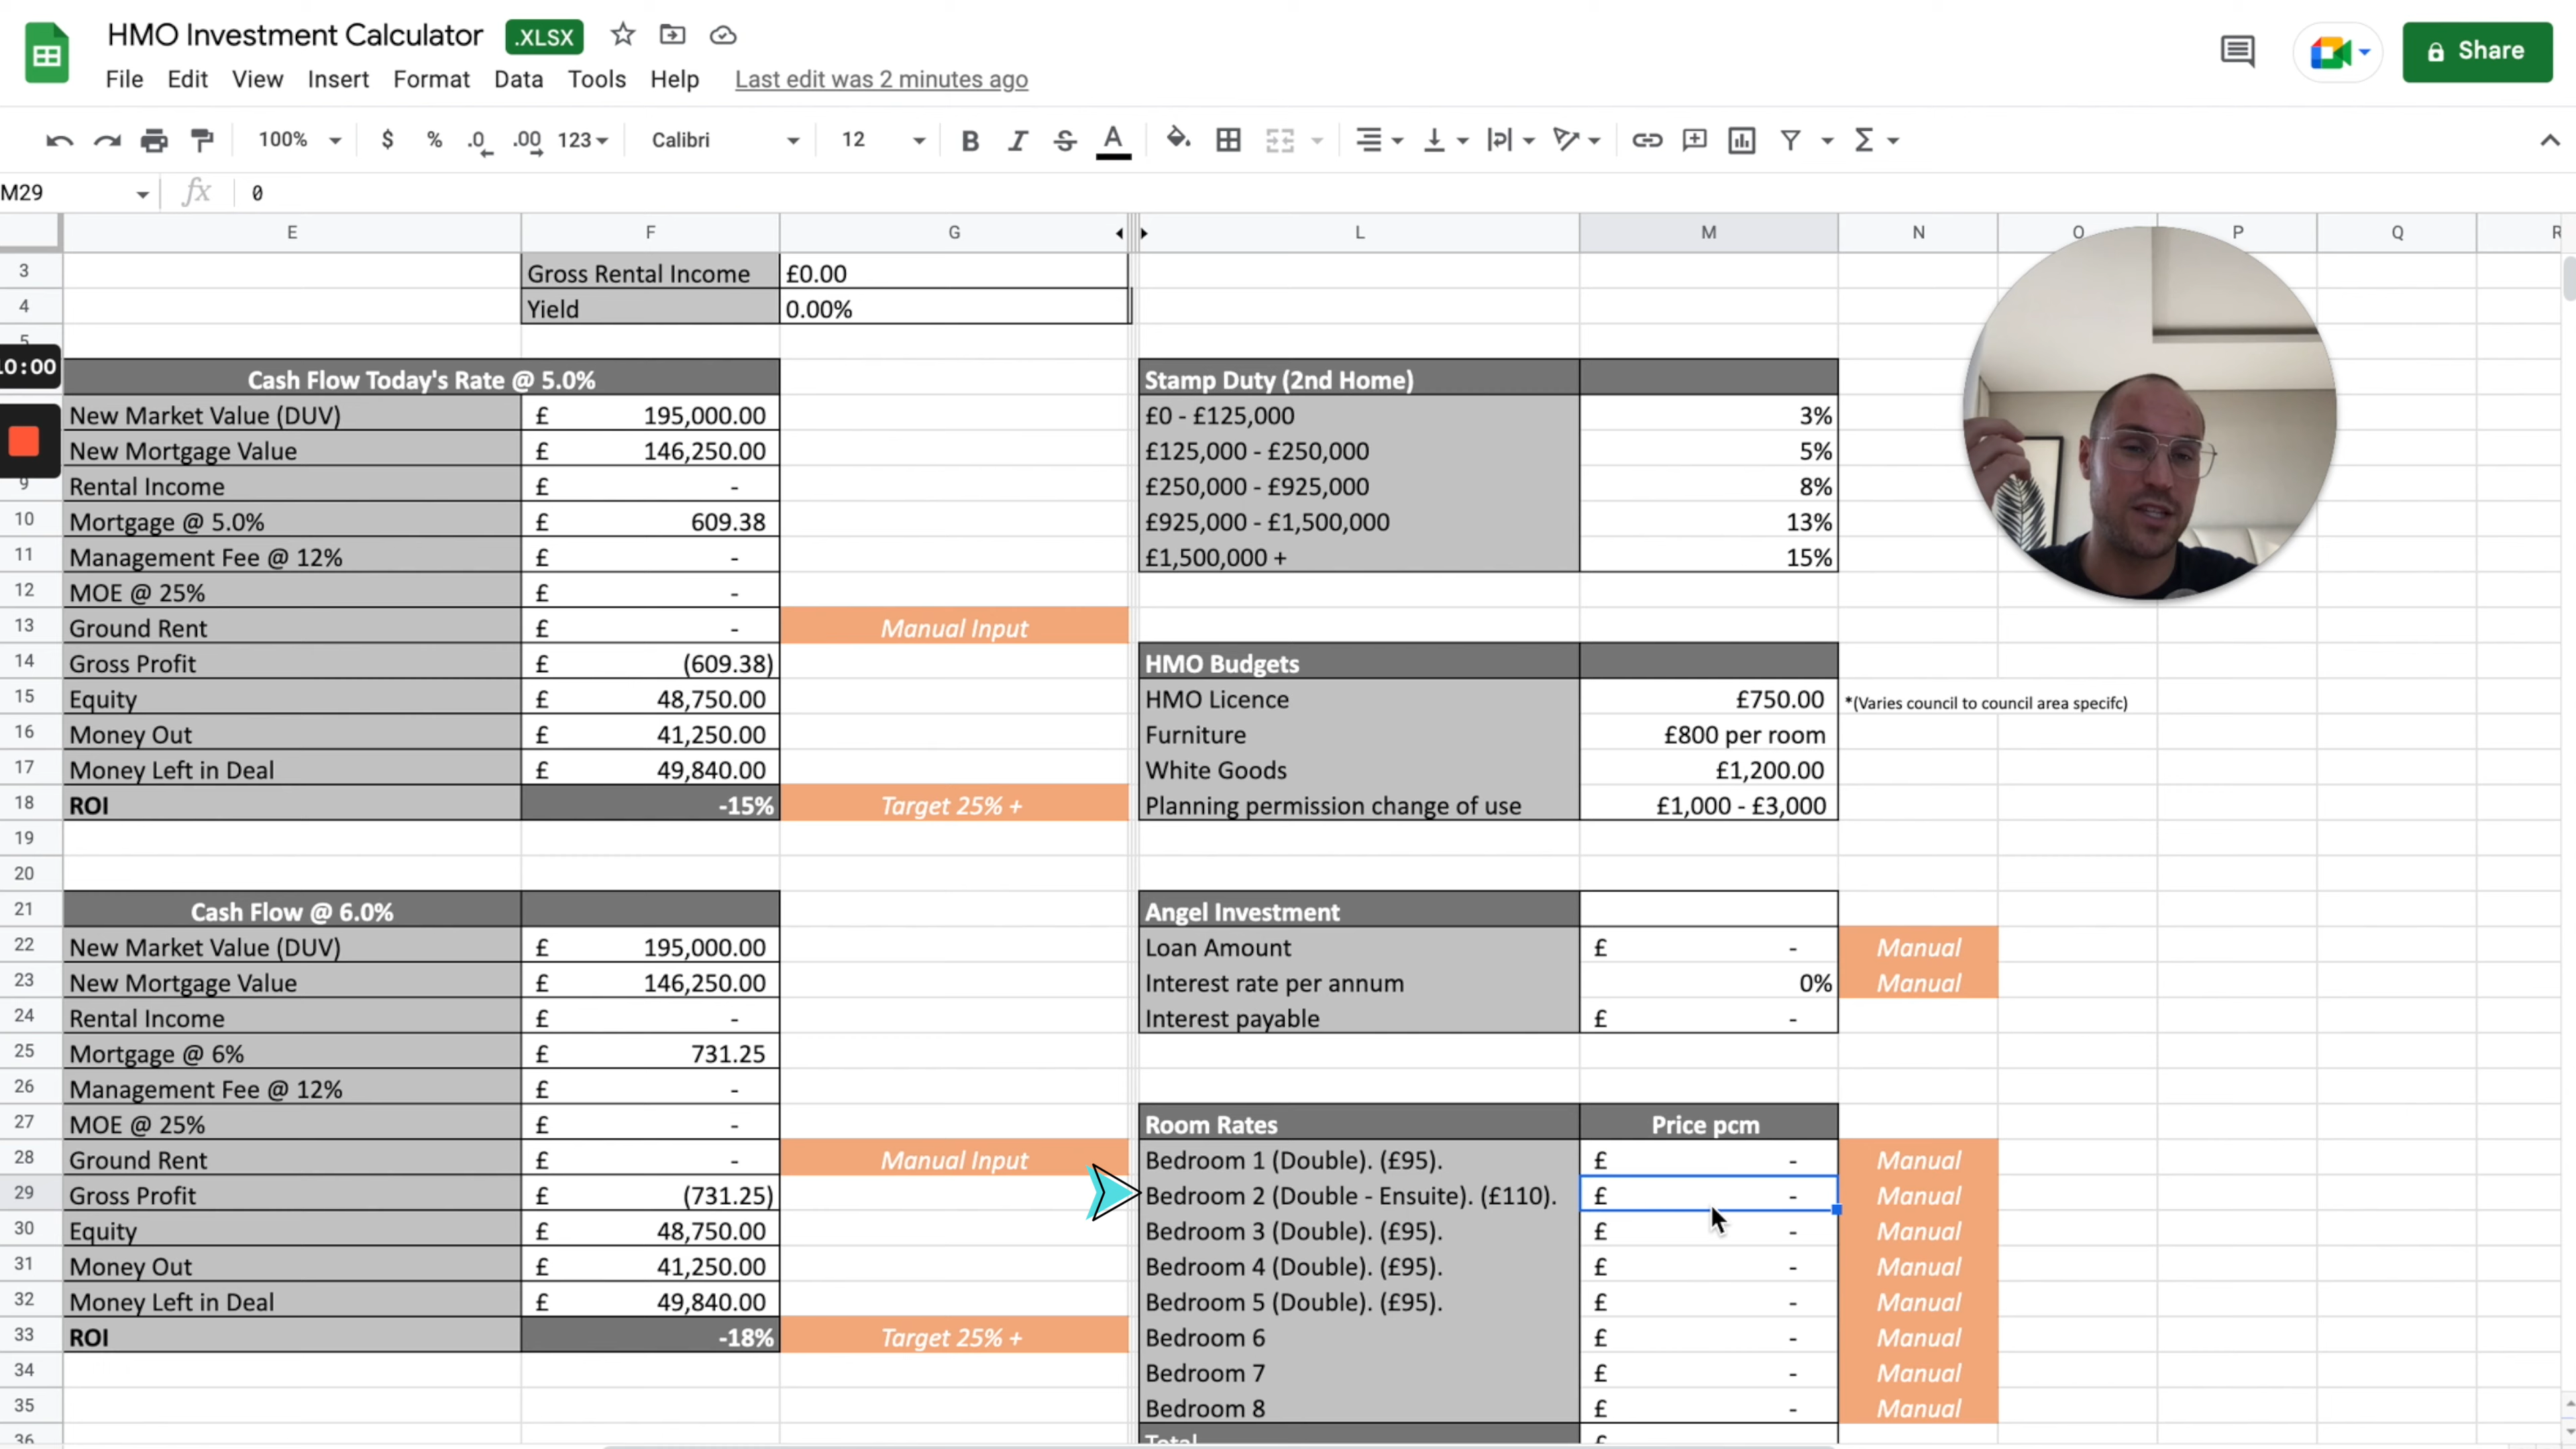 HMO Investment Calculator .XLSX
File Edit View Insert Format Data Tools Help Last edit was 2 minutes ago
Share
100% $ % .0 .00 123 Calibri 12 B I S A
M29 fx 0
E F G L M N O P Q R
3 Gross Rental Income £0.00
4 Yield 0.00%
5
10:00 Cash Flow Today's Rate @ 5.0% Stamp Duty (2nd Home)
New Market Value (DUV) £ 195,000.00 £0 - £125,000 3%
New Mortgage Value £ 146,250.00 £125,000 - £250,000 5%
9 Rental Income £ - £250,000 - £925,000 8%
10 Mortgage @ 5.0% £ 609.38 £925,000 - £1,500,000 13%
11 Management Fee @ 12% £ - £1,500,000 + 15%
12 MOE @ 25% £ -
13 Ground Rent £ - Manual Input
14 Gross Profit £ (609.38) HMO Budgets
15 Equity £ 48,750.00 HMO Licence £750.00 *(Varies council to council area specifc)
16 Money Out £ 41,250.00 Furniture £800 per room
17 Money Left in Deal £ 49,840.00 White Goods £1,200.00
18 ROI -15% Target 25% + Planning permission change of use £1,000 - £3,000
19
20
21 Cash Flow @ 6.0% Angel Investment
22 New Market Value (DUV) £ 195,000.00 Loan Amount £ - Manual
23 New Mortgage Value £ 146,250.00 Interest rate per annum 0% Manual
24 Rental Income £ - Interest payable £ -
25 Mortgage @ 6% £ 731.25
26 Management Fee @ 12% £ -
27 MOE @ 25% £ - Room Rates Price pcm
28 Ground Rent £ - Manual Input Bedroom 1 (Double). (£95). £ - Manual
29 Gross Profit £ (731.25) Bedroom 2 (Double - Ensuite). (£110). £ - Manual
30 Equity £ 48,750.00 Bedroom 3 (Double). (£95). £ - Manual
31 Money Out £ 41,250.00 Bedroom 4 (Double). (£95). £ - Manual
32 Money Left in Deal £ 49,840.00 Bedroom 5 (Double). (£95). £ - Manual
33 ROI -18% Target 25% + Bedroom 6 £ - Manual
34 Bedroom 7 £ - Manual
35 Bedroom 8 £ - Manual
36 Total £